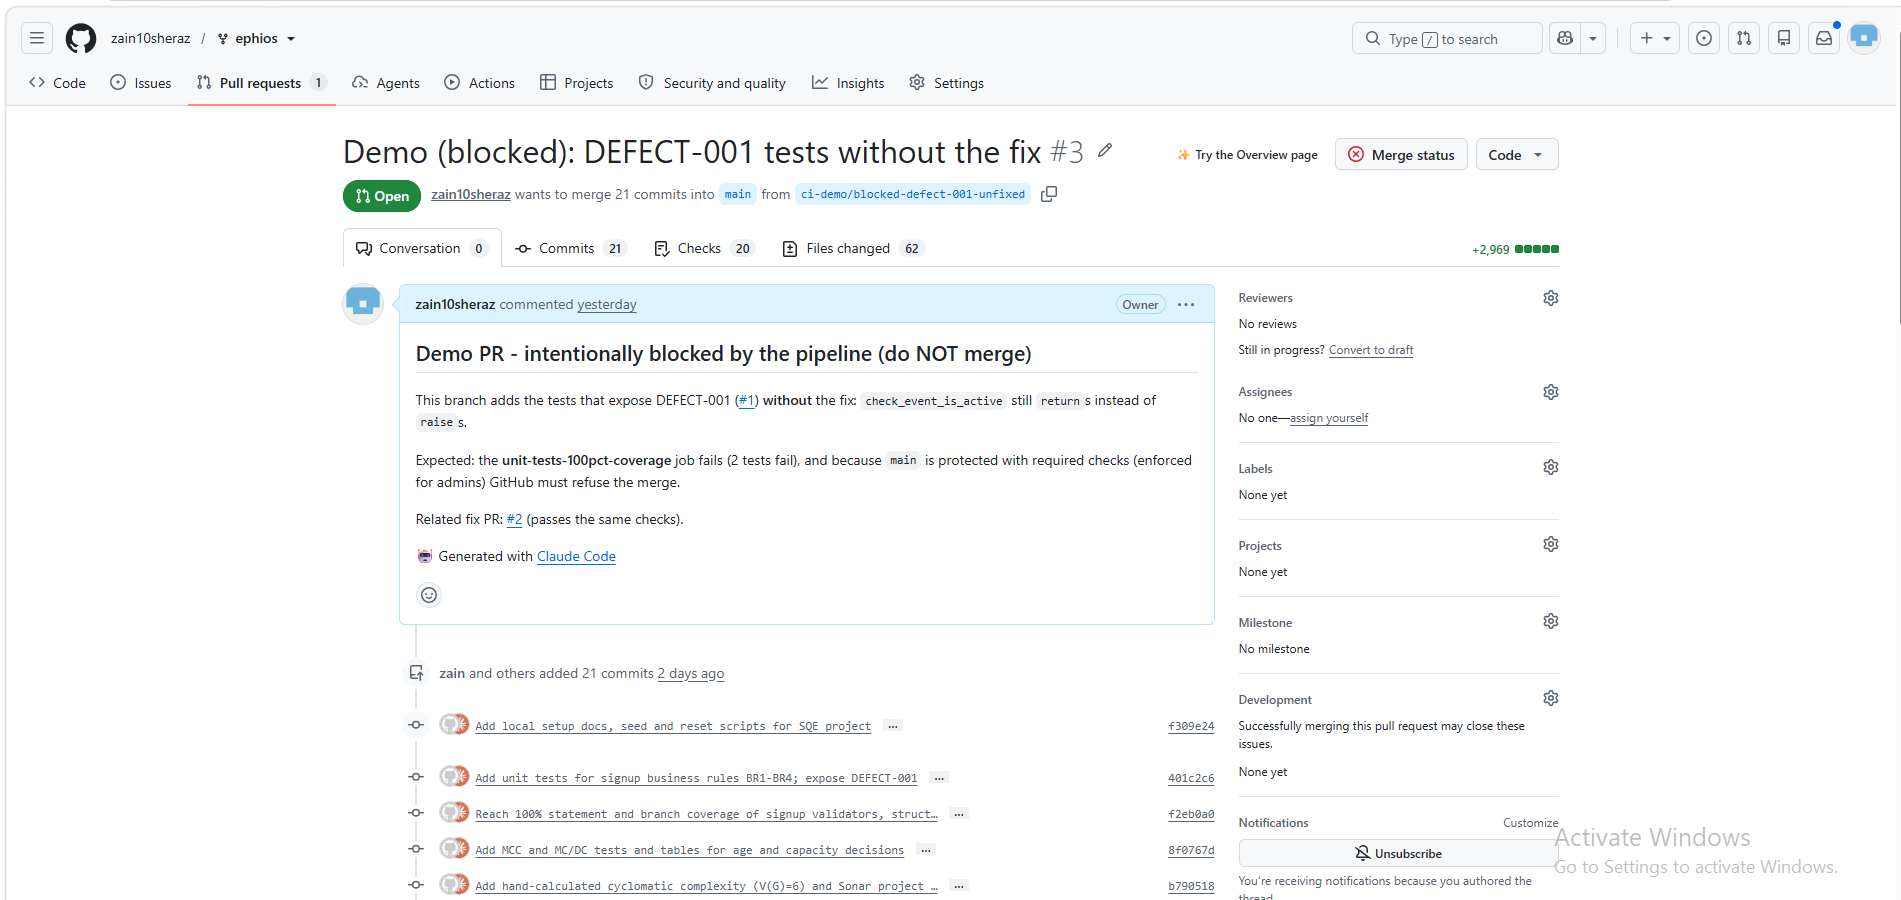 zain10sheraz / ephios
Type / to search
Code
Issues
Pull requests 1
Agents
Actions
Projects
Security and quality
Insights
Settings
Demo (blocked): DEFECT-001 tests without the fix #3
Try the Overview page
Merge status
Code
Open
zain10sheraz wants to merge 21 commits into main from ci-demo/blocked-defect-001-unfixed
Conversation 0
Commits 21
Checks 20
Files changed 62
+2,969
zain10sheraz commented yesterday
Owner
Demo PR - intentionally blocked by the pipeline (do NOT merge)
This branch adds the tests that expose DEFECT-001 (#1) without the fix: check_event_is_active still return s instead of
raise s.
Expected: the unit-tests-100pct-coverage job fails (2 tests fail), and because main is protected with required checks (enforced
for admins) GitHub must refuse the merge.
Related fix PR: #2 (passes the same checks).
Generated with Claude Code
zain and others added 21 commits 2 days ago
Add local setup docs, seed and reset scripts for SQE project … f309e24
Add unit tests for signup business rules BR1-BR4; expose DEFECT-001 … 401c2c6
Reach 100% statement and branch coverage of signup validators, struct… … f2eb0a0
Add MCC and MC/DC tests and tables for age and capacity decisions … 8f0767d
Add hand-calculated cyclomatic complexity (V(G)=6) and Sonar project … … b790518
Reviewers
No reviews
Still in progress? Convert to draft
Assignees
No one—assign yourself
Labels
None yet
Projects
None yet
Milestone
No milestone
Development
Successfully merging this pull request may close these
issues.
None yet
Notifications
Customize
Unsubscribe
You're receiving notifications because you authored the
thread.
Activate Windows
Go to Settings to activate Windows.